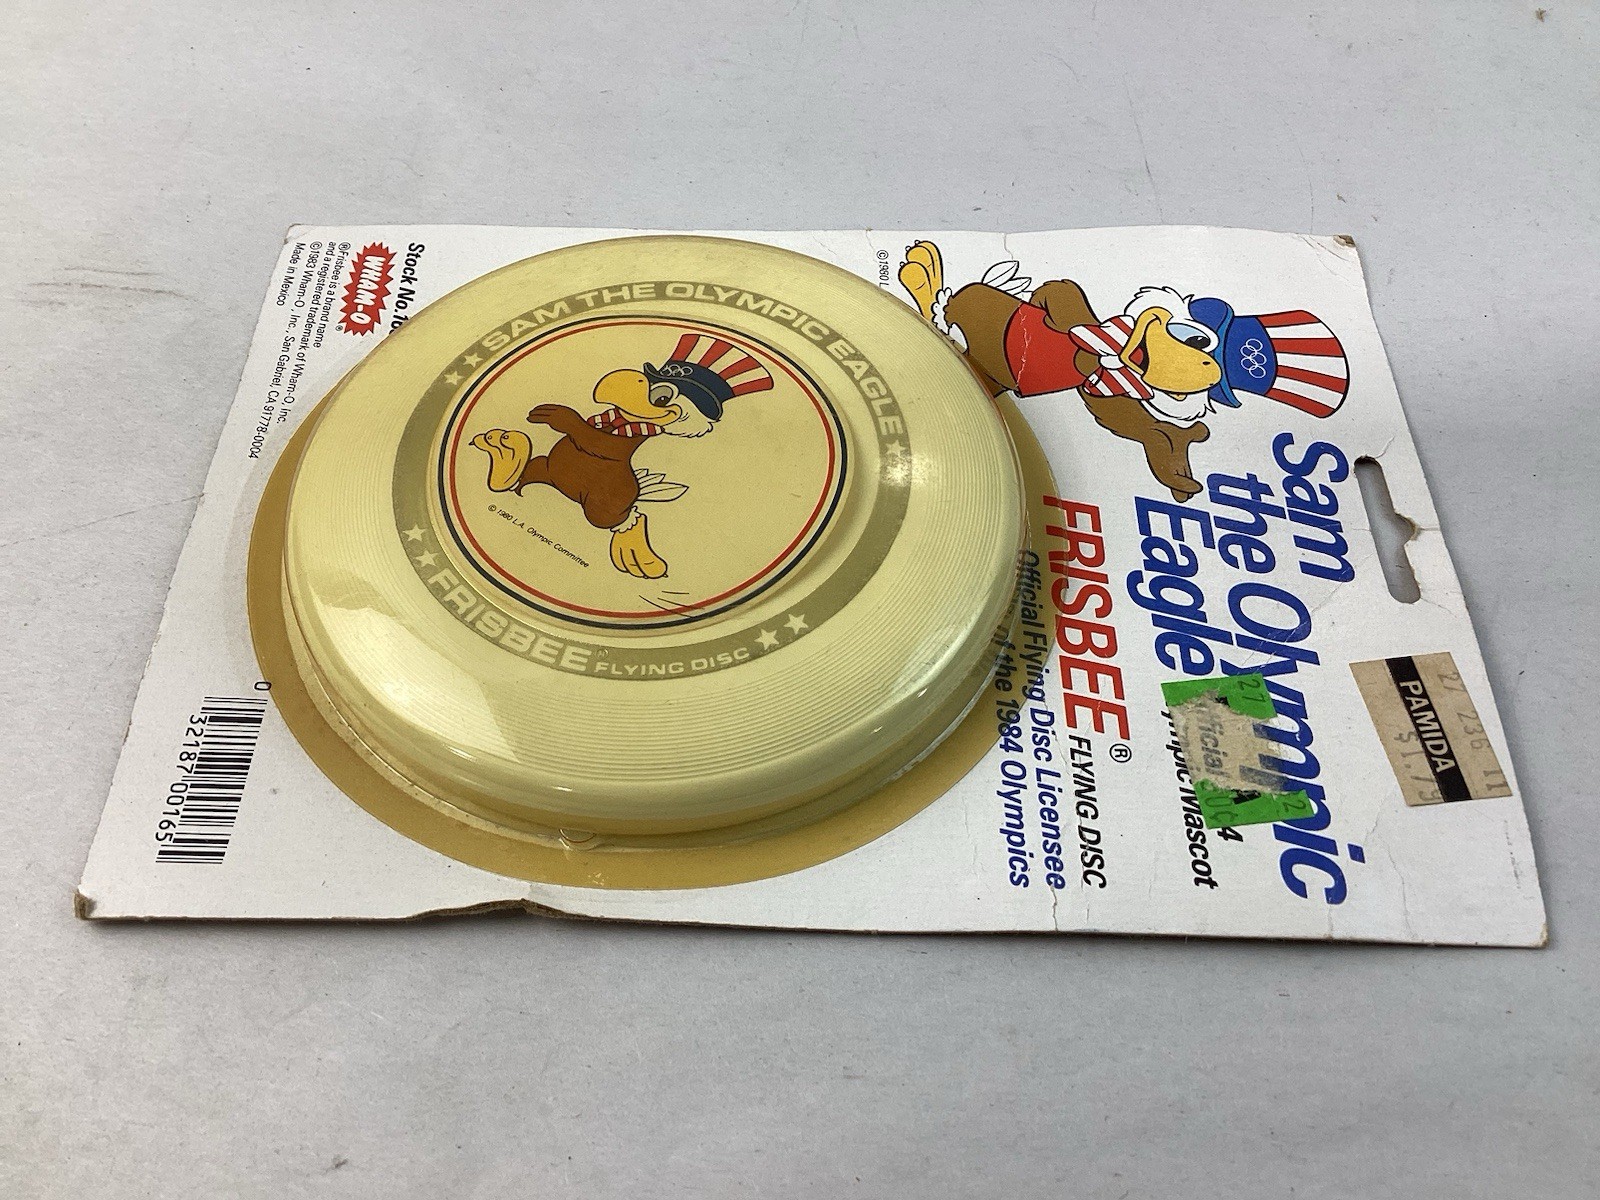 Sam
the Olympic
Eagle
Mascot
FRISBEE® FLYING DISC
Official Flying Disc Licensee
of the 1984 Olympics
PAMIDA
21 236 11
$1.79
© 1980 L.
SAM THE OLYMPIC EAGLE
© 1980 L.A. Olympic Committee
FRISBEE® FLYING DISC
Stock No.
WHAM-O®
®Frisbee is a brand name
and a registered trademark of Wham-O, Inc.
©1983 Wham-O, Inc., San Gabriel, CA 91778-0004
Made in Mexico
0 32187 00165